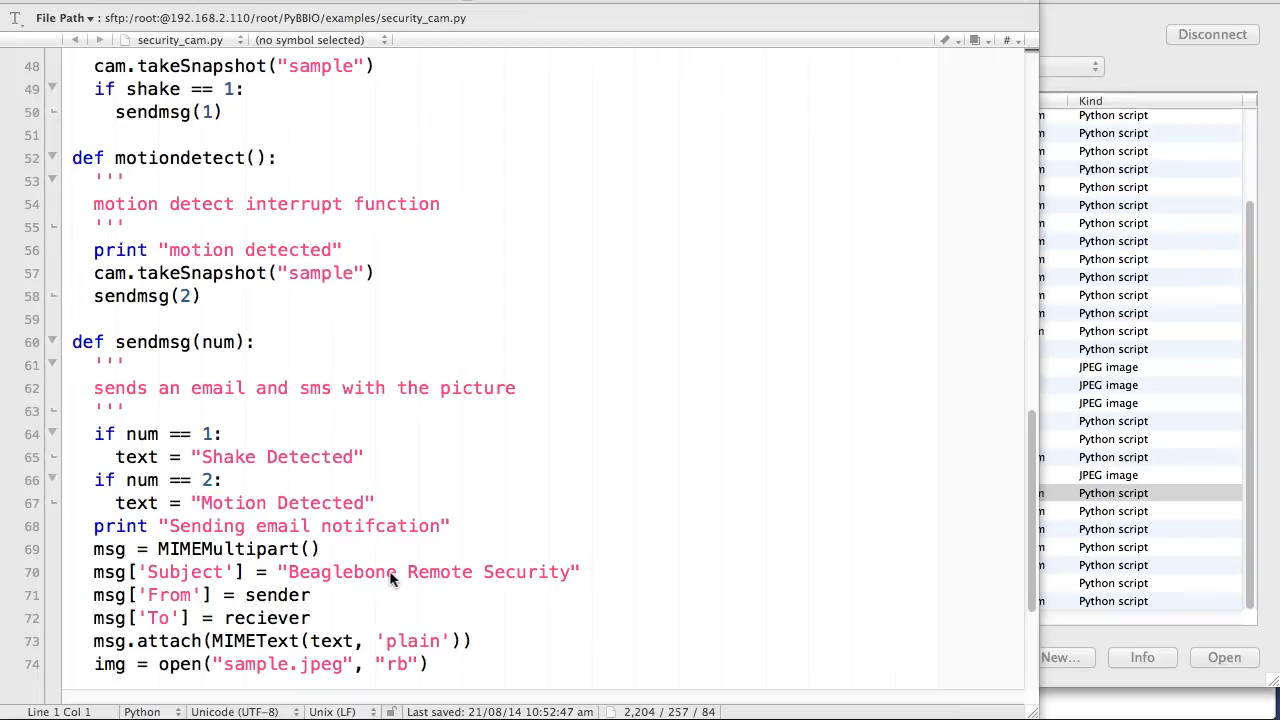 File Path ▾ : sftp:/root:@192.168.2.110/root/PyBBIO/examples/security_cam.py
security_cam.py (no symbol selected) #
48 cam.takeSnapshot("sample")
49 if shake == 1:
50 sendmsg(1)
51
52 def motiondetect():
53 '''
54 motion detect interrupt function
55 '''
56 print "motion detected"
57 cam.takeSnapshot("sample")
58 sendmsg(2)
59
60 def sendmsg(num):
61 '''
62 sends an email and sms with the picture
63 '''
64 if num == 1:
65 text = "Shake Detected"
66 if num == 2:
67 text = "Motion Detected"
68 print "Sending email notifcation"
69 msg = MIMEMultipart()
70 msg['Subject'] = "Beaglebone Remote Security"
71 msg['From'] = sender
72 msg['To'] = reciever
73 msg.attach(MIMEText(text, 'plain'))
74 img = open("sample.jpeg", "rb")
Line 1 Col 1 Python Unicode (UTF-8) Unix (LF) Last saved: 21/08/14 10:52:47 am 2,204 / 257 / 84
Disconnect
Kind
m Python script
m Python script
m Python script
m Python script
m Python script
m Python script
m Python script
m Python script
m Python script
m Python script
m Python script
m Python script
m Python script
m Python script
JPEG image
JPEG image
JPEG image
m Python script
m Python script
m Python script
JPEG image
m Python script
m Python script
m Python script
m Python script
m Python script
m Python script
m Python script
New... Info Open